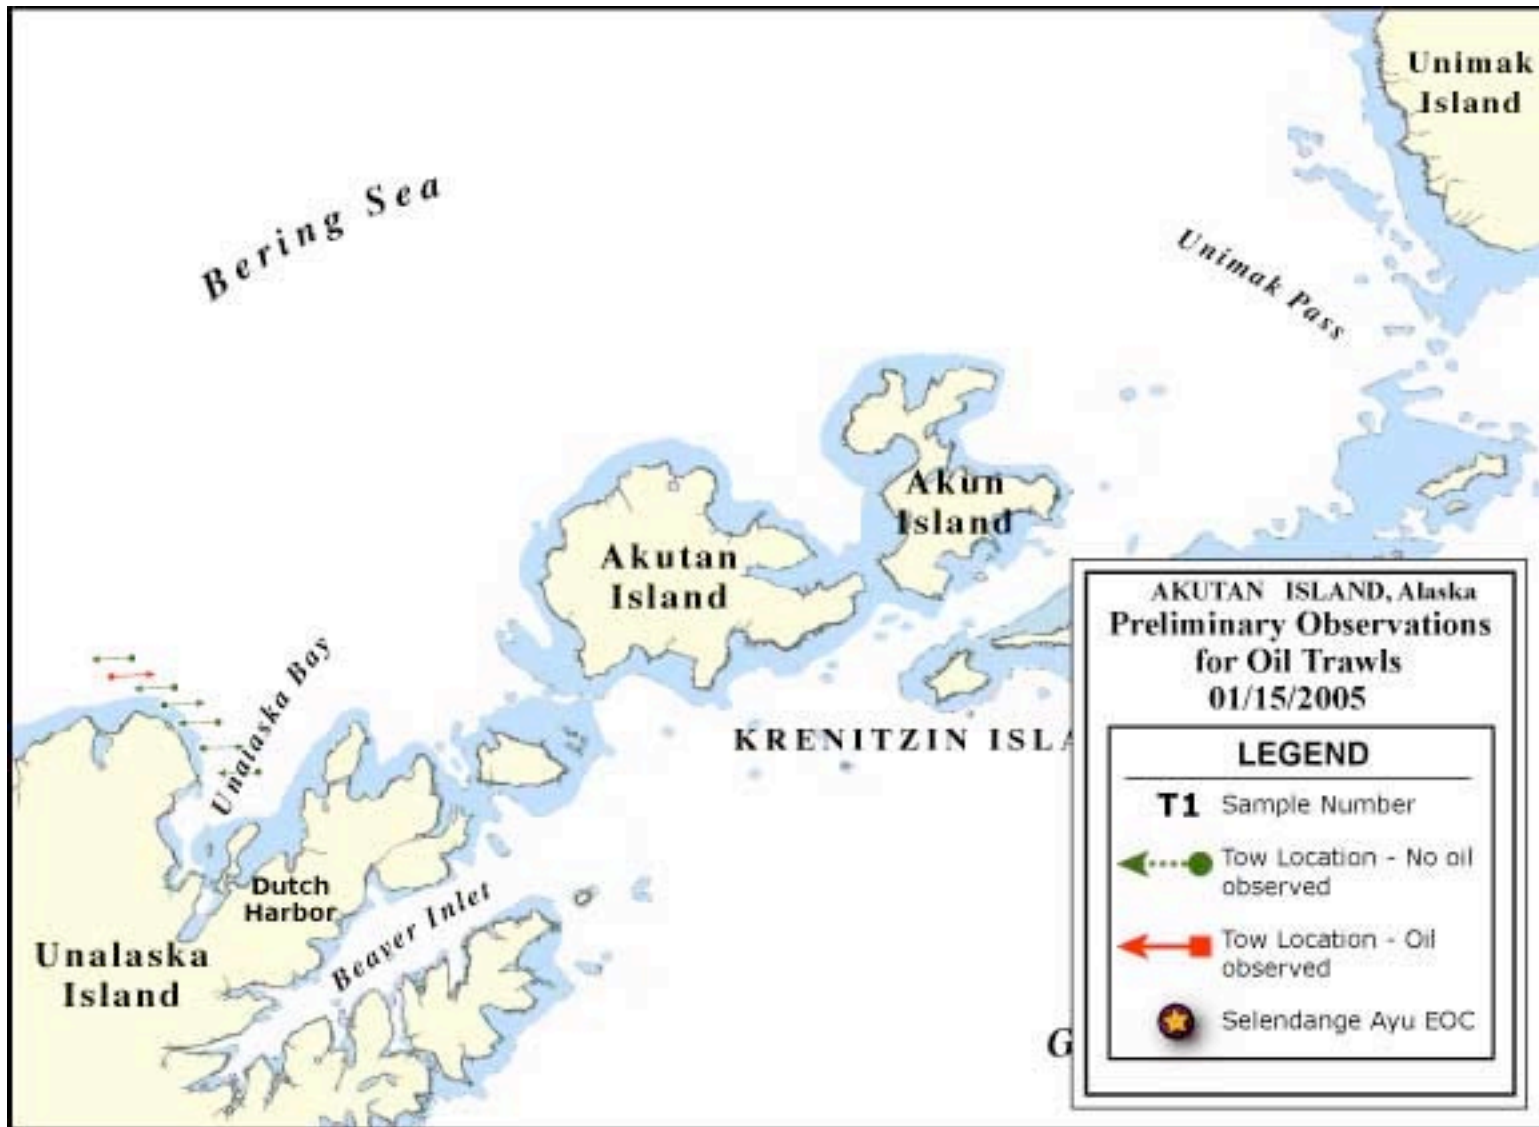 Unimak
Island
Bering Sea
Unimak Pass
Akun
Island
Akutan
Island
Unalaska Bay
KRENITZIN ISLA
Dutch
Harbor
Beaver Inlet
Unalaska
Island
G
AKUTAN ISLAND, Alaska
Preliminary Observations
for Oil Trawls
01/15/2005
LEGEND
T1 Sample Number
Tow Location - No oil
observed
Tow Location - Oil
observed
Selendange Ayu EOC